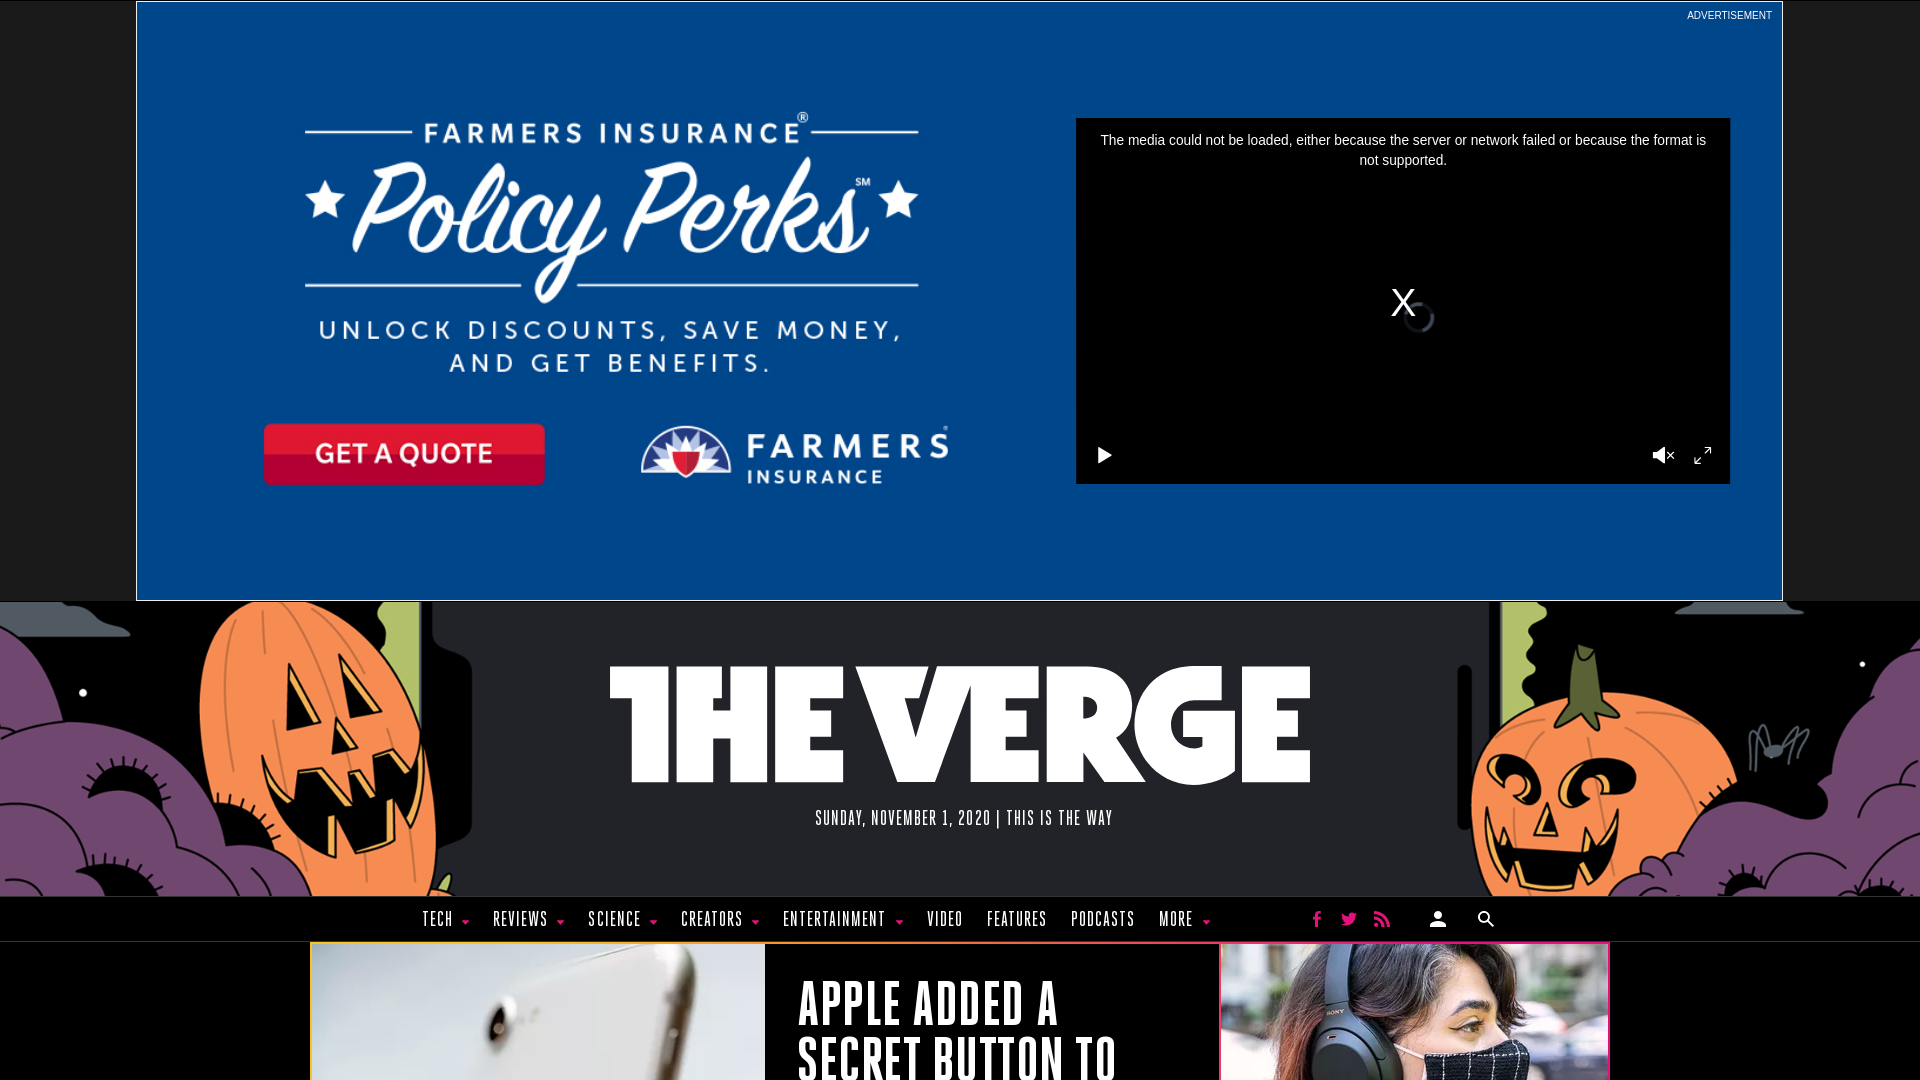 ADVERTISEMENT
FARMERS INSURANCE®
Policy Perks SM
UNLOCK DISCOUNTS, SAVE MONEY,
AND GET BENEFITS.
GET A QUOTE
FARMERS®
INSURANCE
The media could not be loaded, either because the server or network failed or because the format is
not supported.
X
THE VERGE
SUNDAY, NOVEMBER 1, 2020 | THIS IS THE WAY
TECH REVIEWS SCIENCE CREATORS ENTERTAINMENT VIDEO FEATURES PODCASTS MORE
APPLE ADDED A
SECRET BUTTON TO
SONY